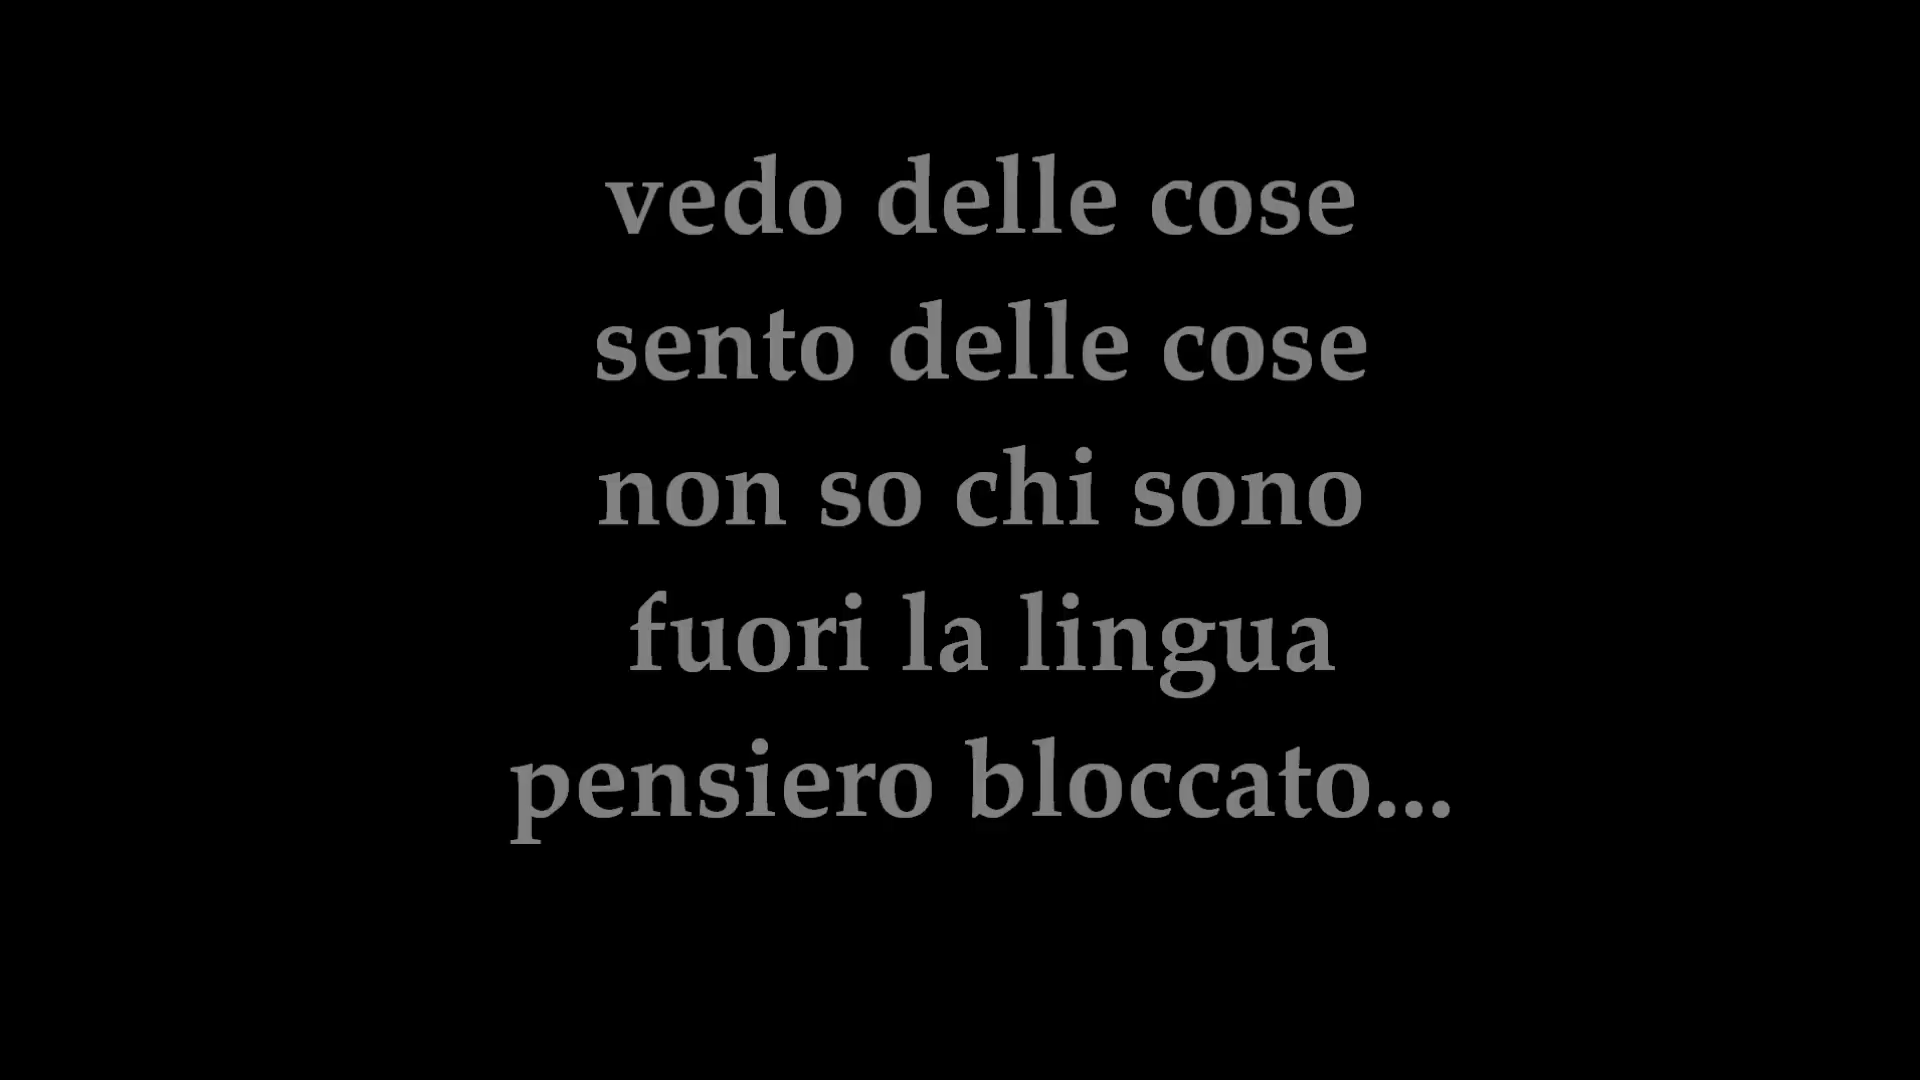 vedo delle cose
sento delle cose
non so chi sono
fuori la lingua
pensiero bloccato...